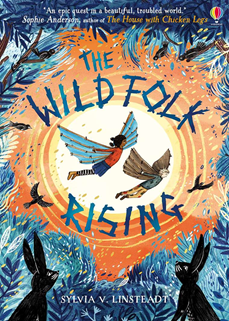 "An epic quest in a beautiful, troubled world."
Sophie Anderson, author of The House with Chicken Legs
THE
WILD FOLK
RISING
SYLVIA V. LINSTEADT